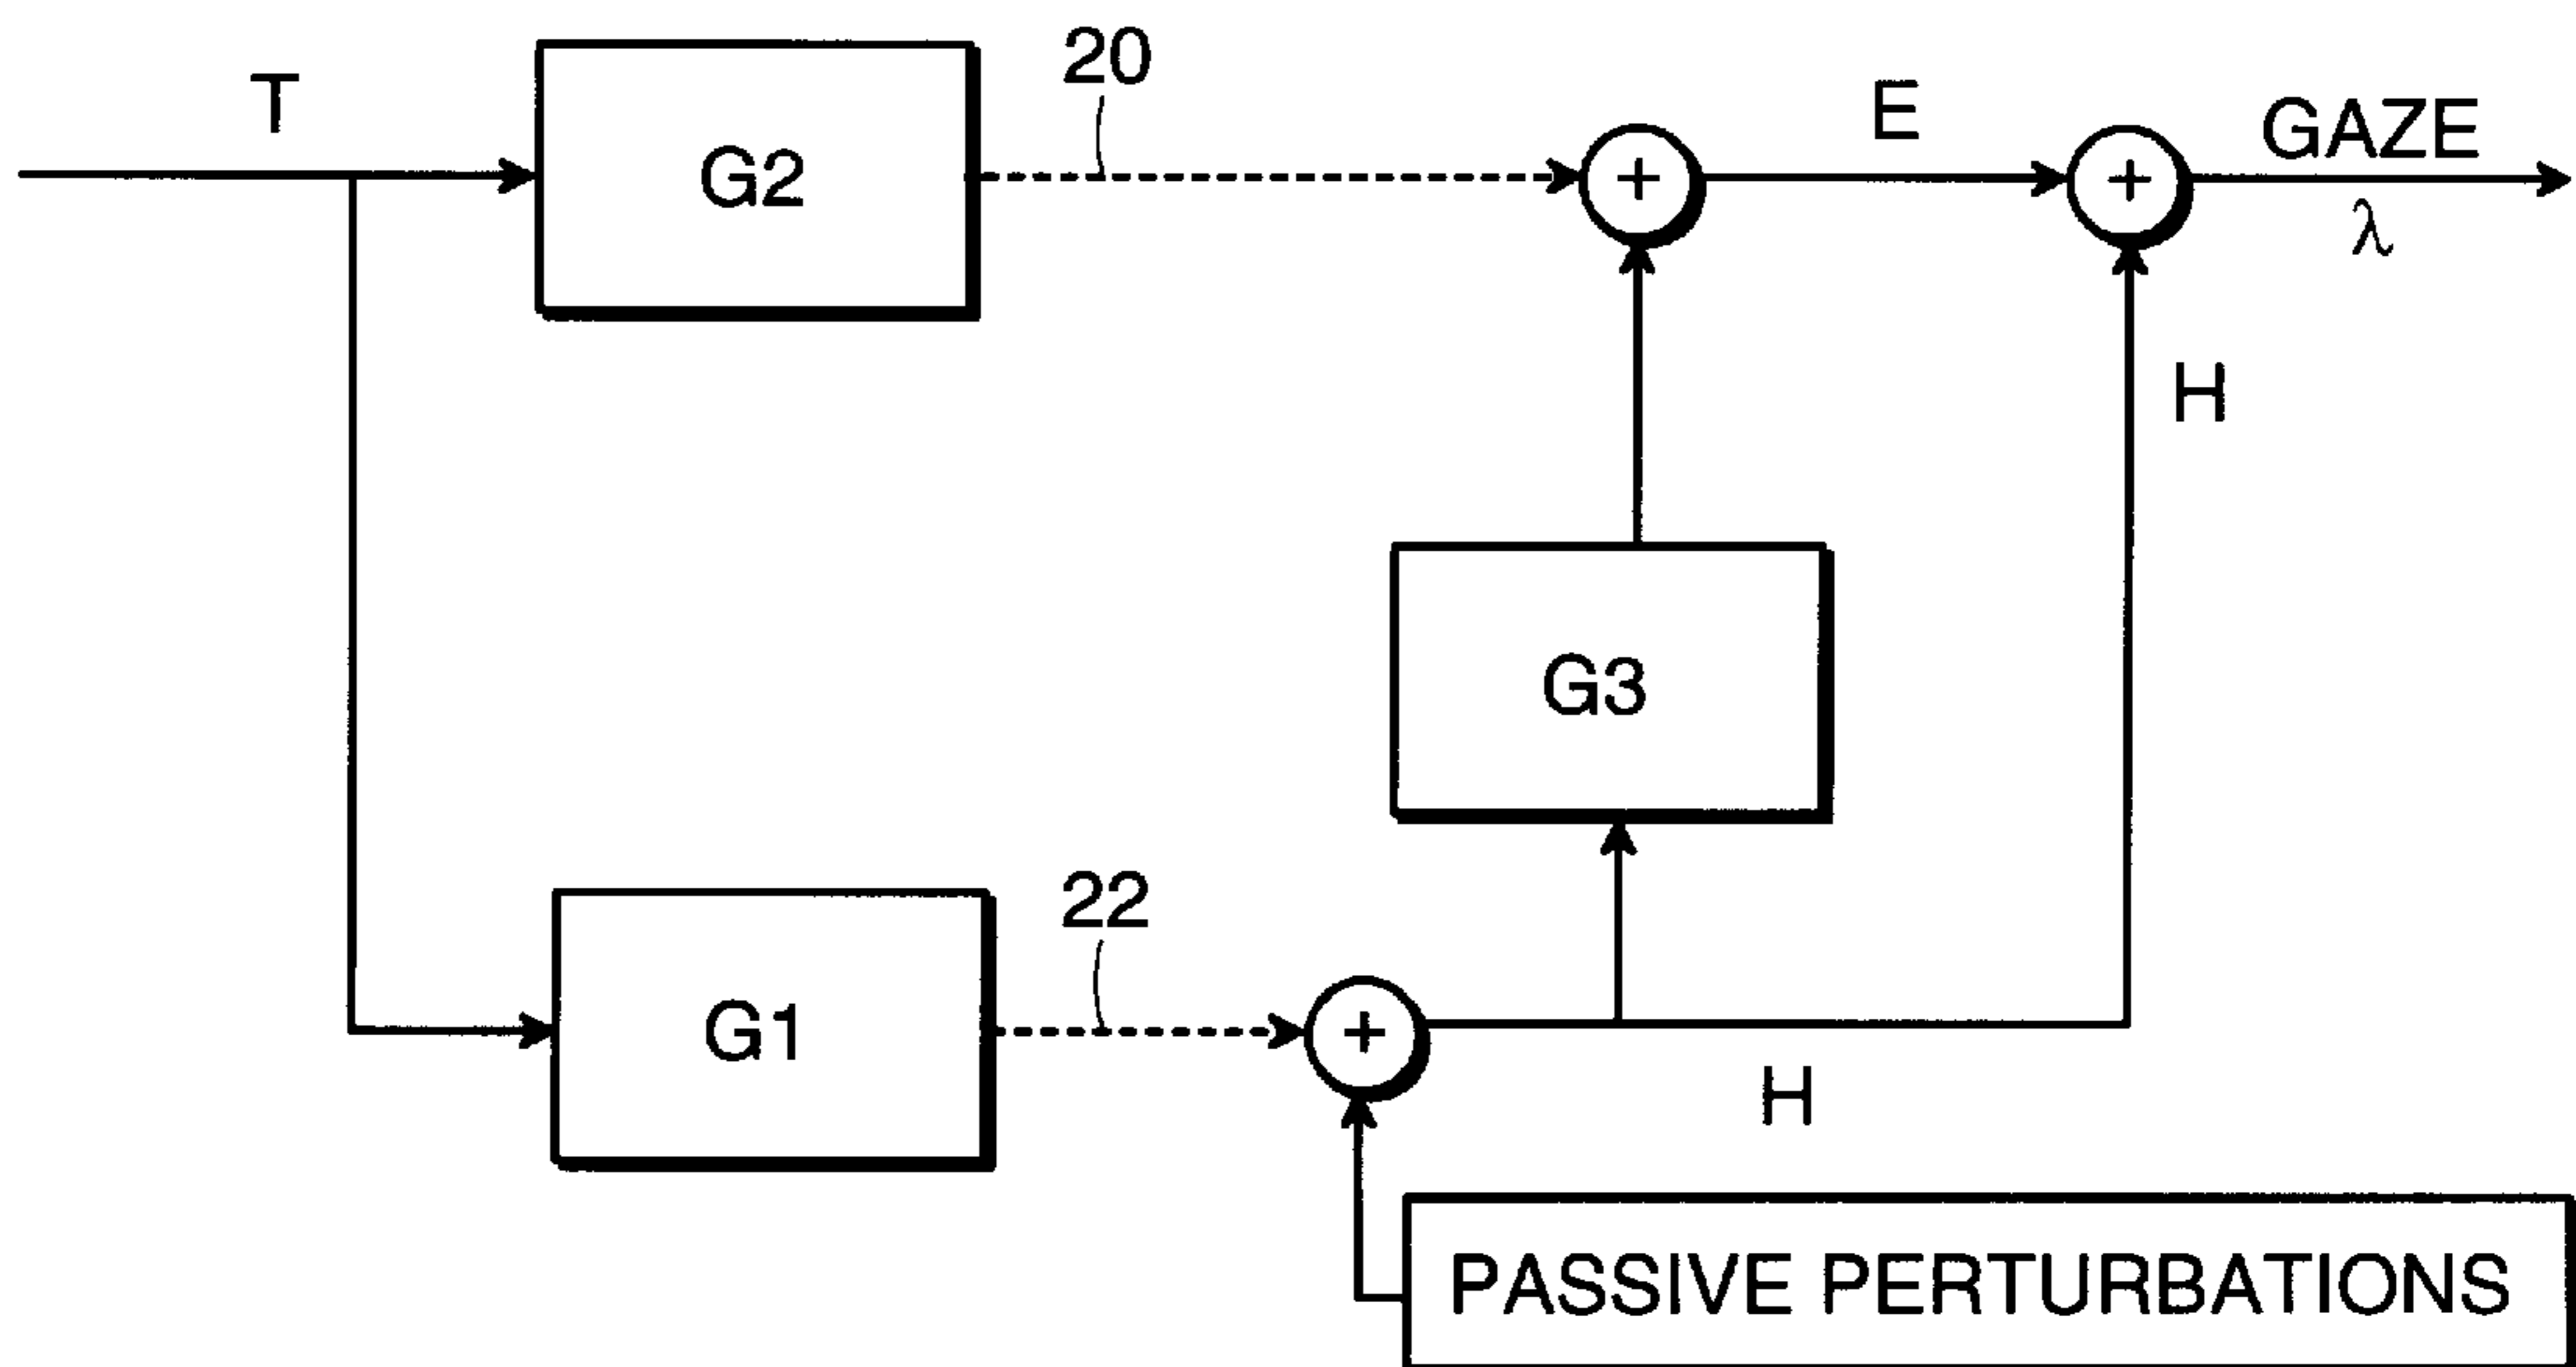 T
G2
20
+
E
+
GAZE
λ
H
G3
G1
22
+
H
PASSIVE PERTURBATIONS